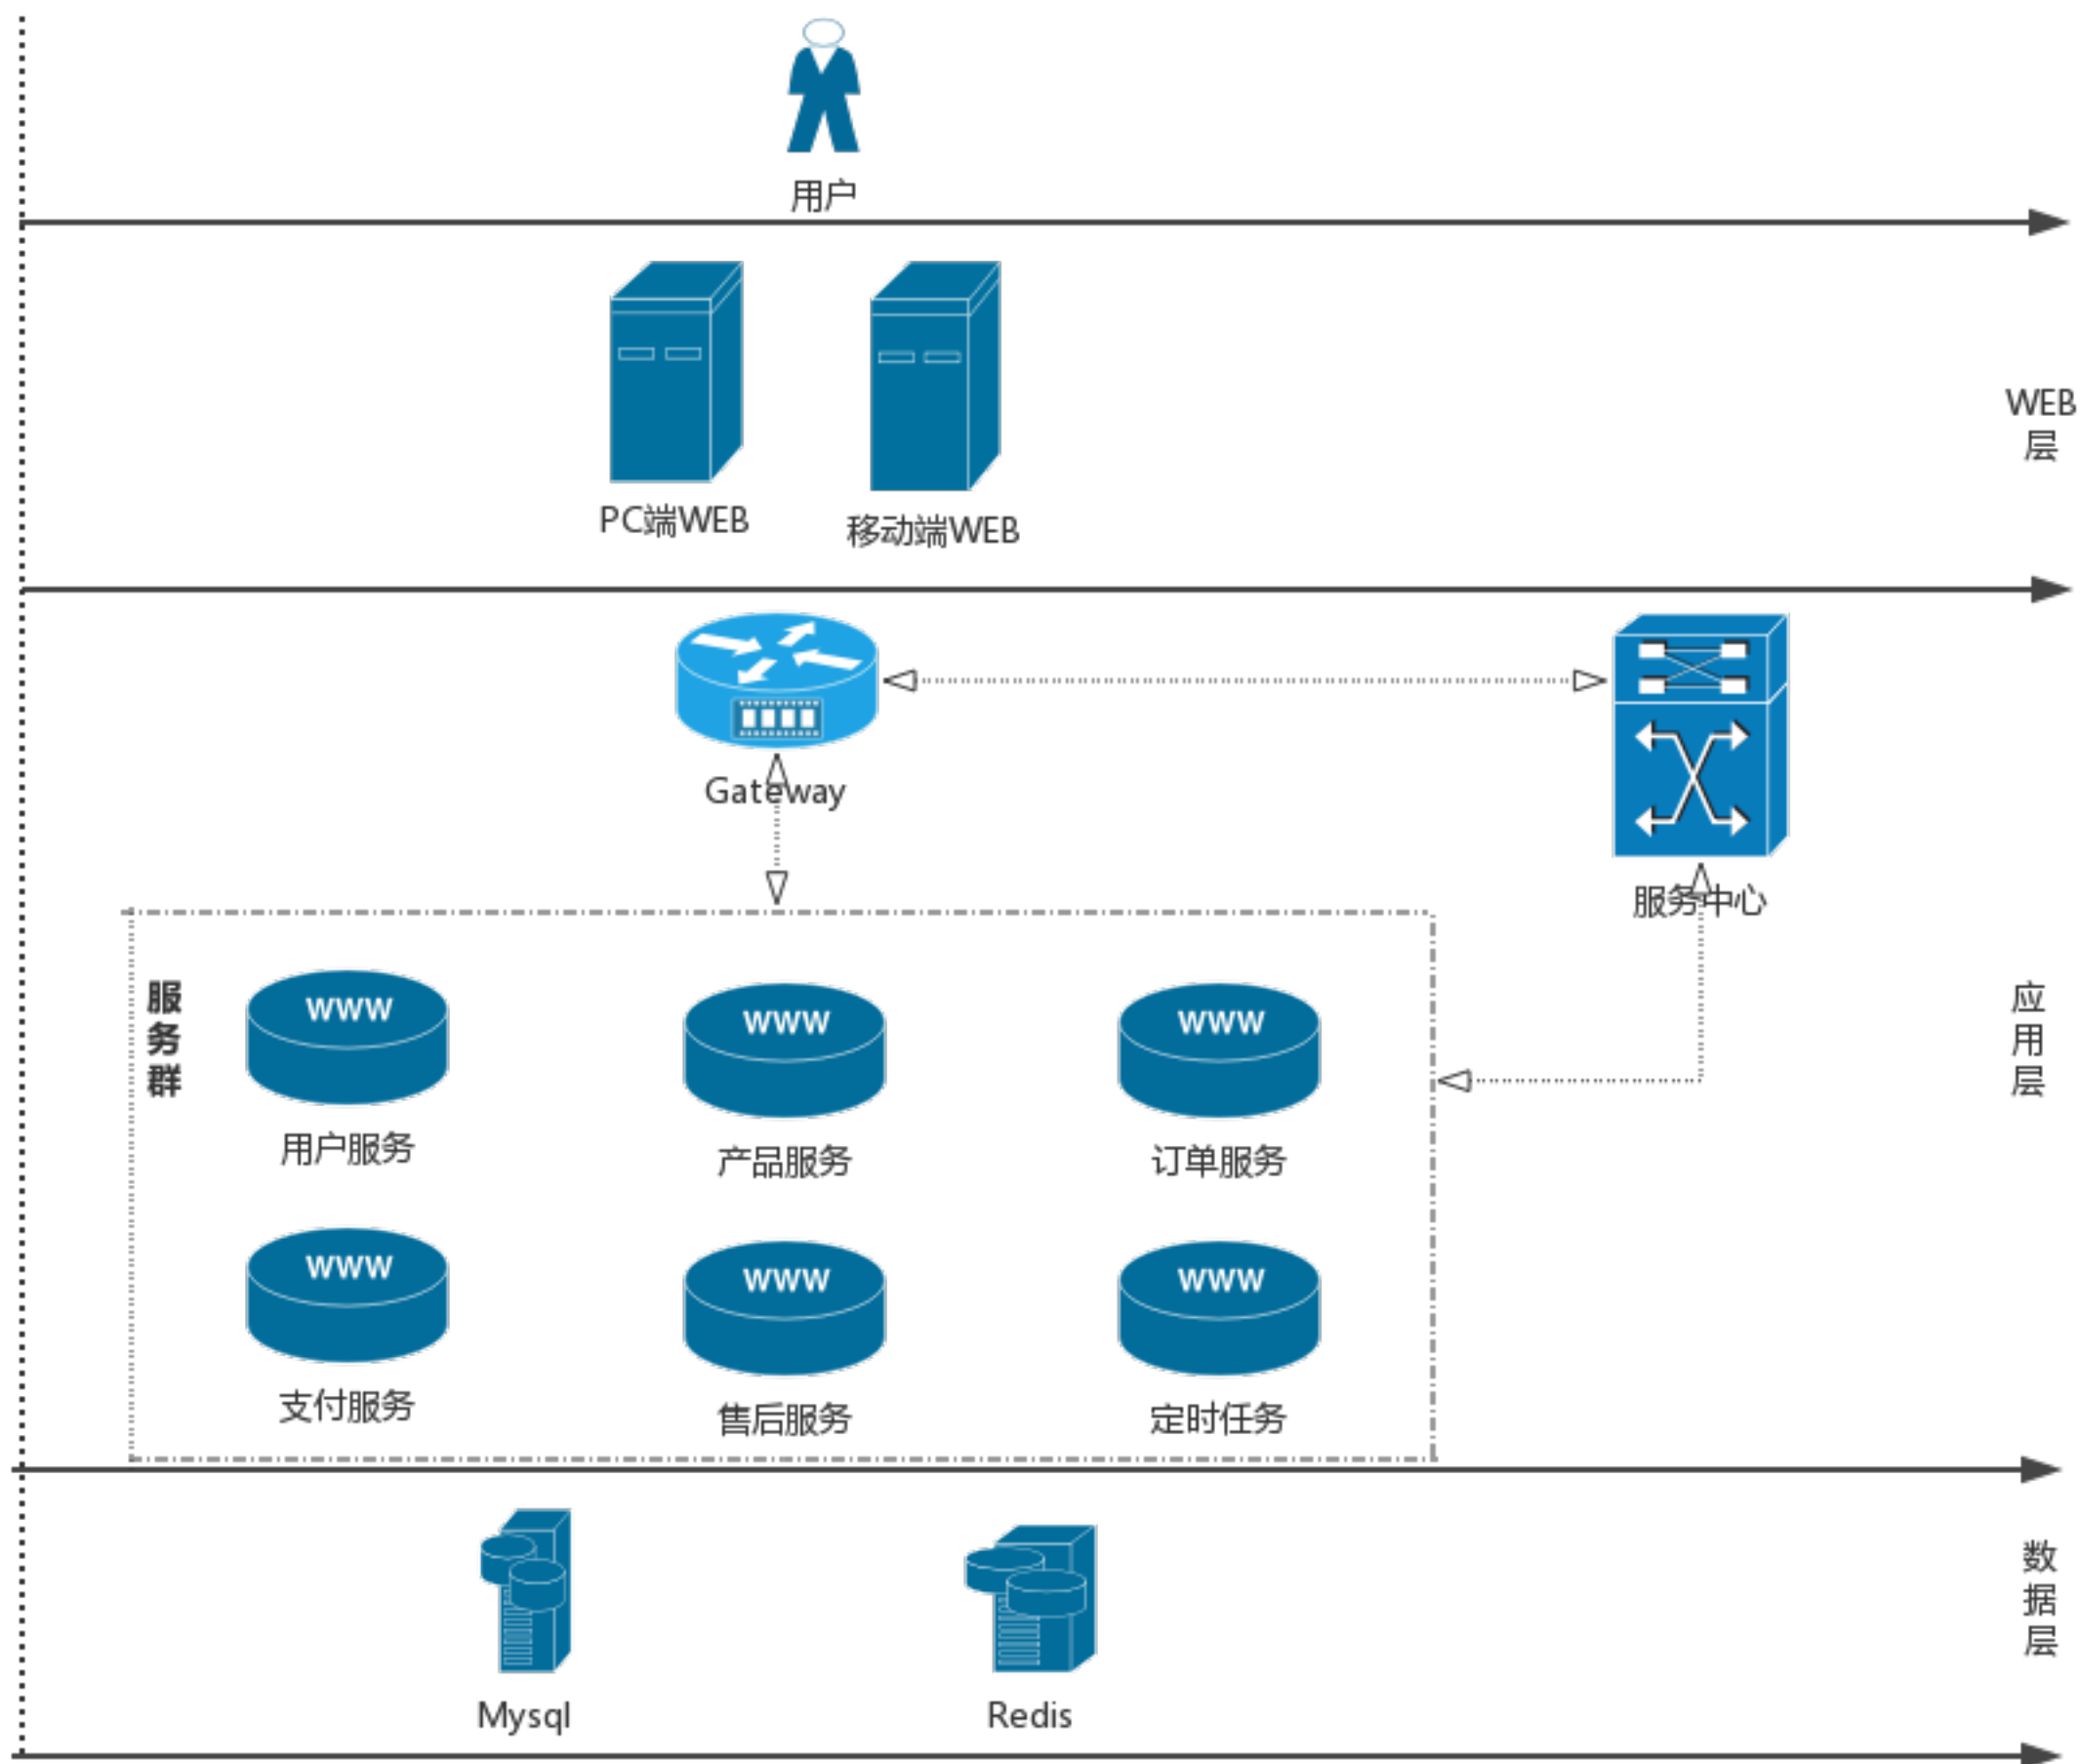 用户
PC端WEB
移动端WEB
WEB
层
Gateway
服务中心
服
务
群
WWW
WWW
WWW
用户服务
产品服务
订单服务
应
用
层
WWW
WWW
WWW
支付服务
售后服务
定时任务
Mysql
Redis
数
据
层